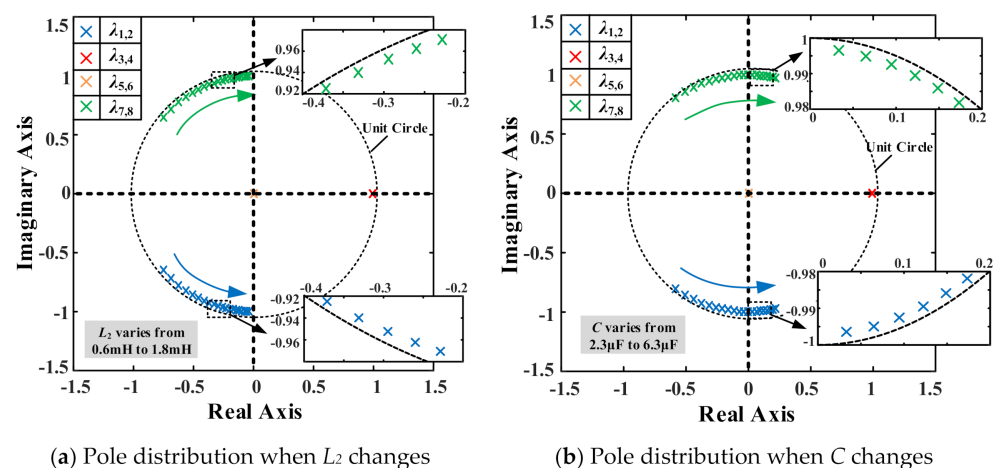 1.5
1
0.5
0
-0.5
-1
-1.5
-1.5
-1
-0.5
0
0.5
1
1.5
Imaginary Axis
Real Axis
λ1,2
λ3,4
λ5,6
λ7,8
0.96
0.94
0.92
-0.4
-0.3
-0.2
Unit Circle
-0.4
-0.3
-0.2
-0.92
-0.94
-0.96
L2 varies from
0.6mH to 1.8mH
(a) Pole distribution when L2 changes
1.5
1
0.5
0
-0.5
-1
-1.5
-1.5
-1
-0.5
0
0.5
1
1.5
Imaginary Axis
Real Axis
λ1,2
λ3,4
λ5,6
λ7,8
1
0.99
0.98
0
0.1
0.2
Unit Circle
0
0.1
0.2
-0.98
-0.99
-1
C varies from
2.3μF to 6.3μF
(b) Pole distribution when C changes